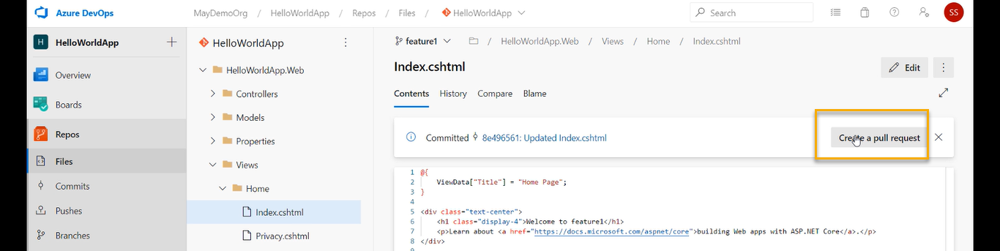 Azure DevOps
MayDemoOrg / HelloWorldApp / Repos / Files / HelloWorldApp
Search
SS
H HelloWorldApp
Overview
Boards
Repos
Files
Commits
Pushes
Branches
HelloWorldApp
HelloWorldApp.Web
Controllers
Models
Properties
Views
Home
Index.cshtml
Privacy.cshtml
feature1 / HelloWorldApp.Web / Views / Home / Index.cshtml
Index.cshtml
Edit
Contents History Compare Blame
Committed 8e496561: Updated Index.cshtml
Create a pull request
1 @{
2 ViewData["Title"] = "Home Page";
3 }
4
5 <div class="text-center">
6 <h1 class="display-4">Welcome to feature1</h1>
7 <p>Learn about <a href="https://docs.microsoft.com/aspnet/core">building Web apps with ASP.NET Core</a>.</p>
8 </div>
9